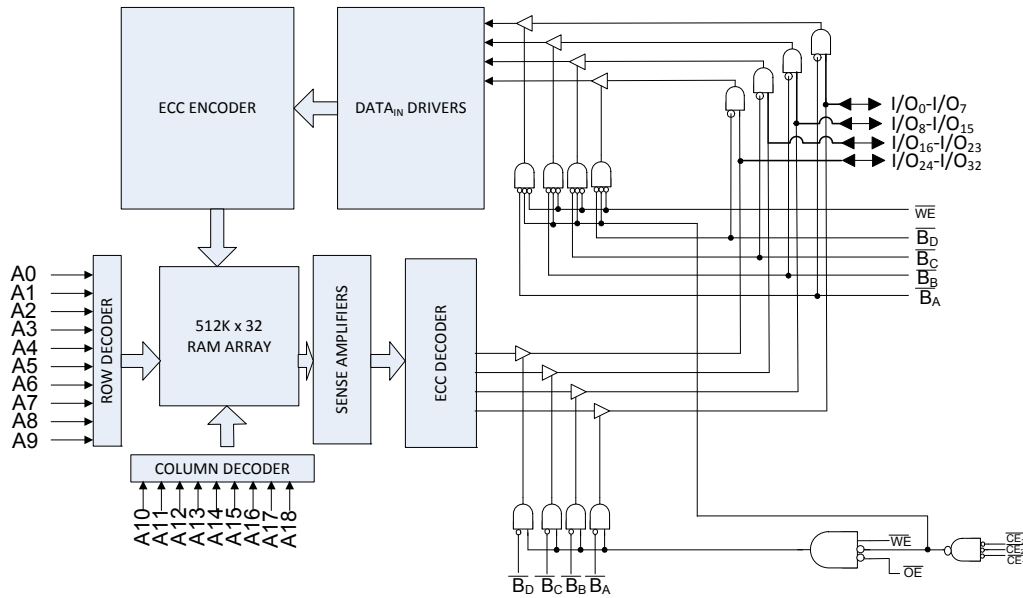 ECC ENCODER
DATAIN DRIVERS
I/O0-I/O7
I/O8-I/O15
I/O16-I/O23
I/O24-I/O32
WE
BD
BC
BB
BA
A0
A1
A2
A3
A4
A5
A6
A7
A8
A9
ROW DECODER
512K x 32
RAM ARRAY
SENSE AMPLIFIERS
ECC DECODER
COLUMN DECODER
A10
A11
A12
A13
A14
A15
A16
A17
A18
BD
BC
BB
BA
WE
OE